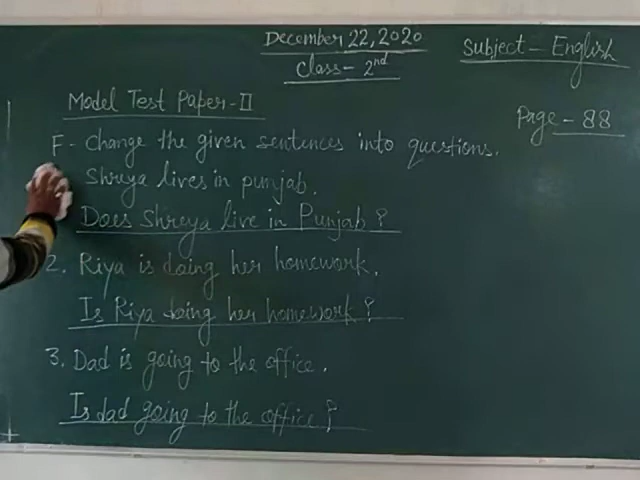 December 22, 2020
Class - 2nd
Subject - English
Model Test Paper - II
Page - 88
F - Change the given sentences into questions.
Shreya lives in punjab.
Does Shreya live in Punjab?
2. Riya is doing her homework.
Is Riya doing her homework?
3. Dad is going to the office.
Is dad going to the office?